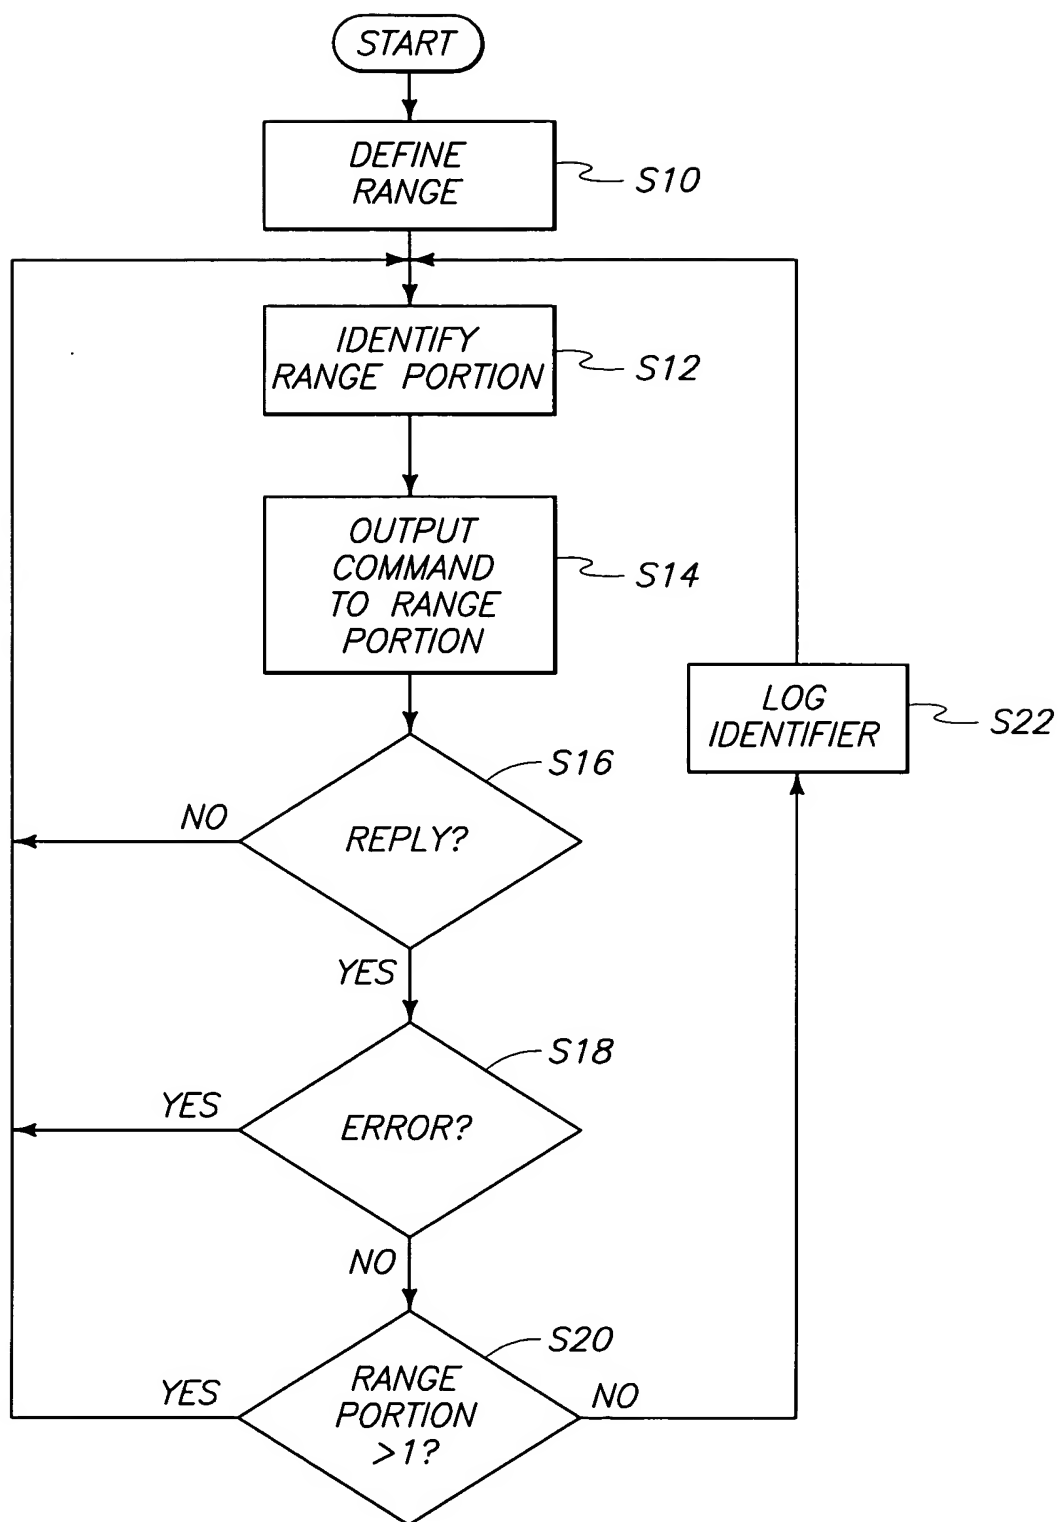 START
DEFINE
RANGE
S10
IDENTIFY
RANGE PORTION
S12
OUTPUT
COMMAND
TO RANGE
PORTION
S14
LOG
IDENTIFIER
S22
S16
NO
REPLY?
YES
S18
YES
ERROR?
NO
S20
YES
RANGE
PORTION
>1?
NO